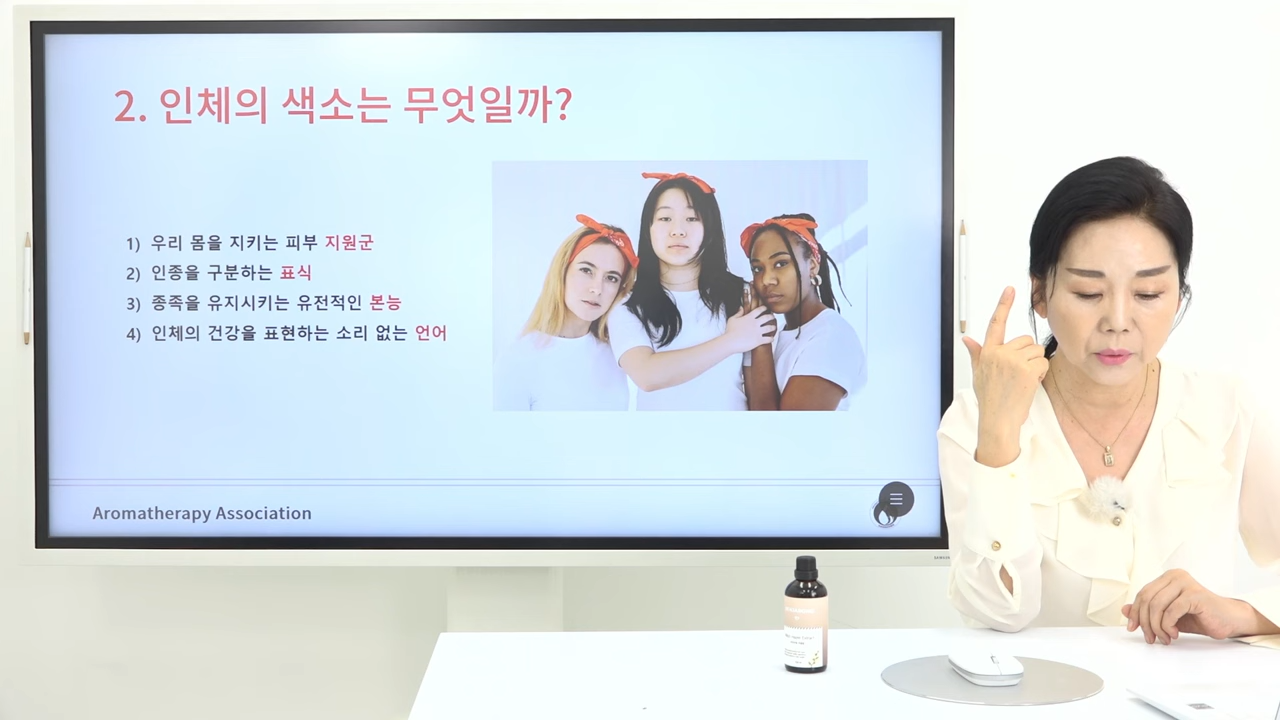 2. 인체의 색소는 무엇일까?
1) 우리 몸을 지키는 피부 지원군
2) 인종을 구분하는 표식
3) 종족을 유지시키는 유전적인 본능
4) 인체의 건강을 표현하는 소리 없는 언어
Aromatherapy Association
SAMSUNG